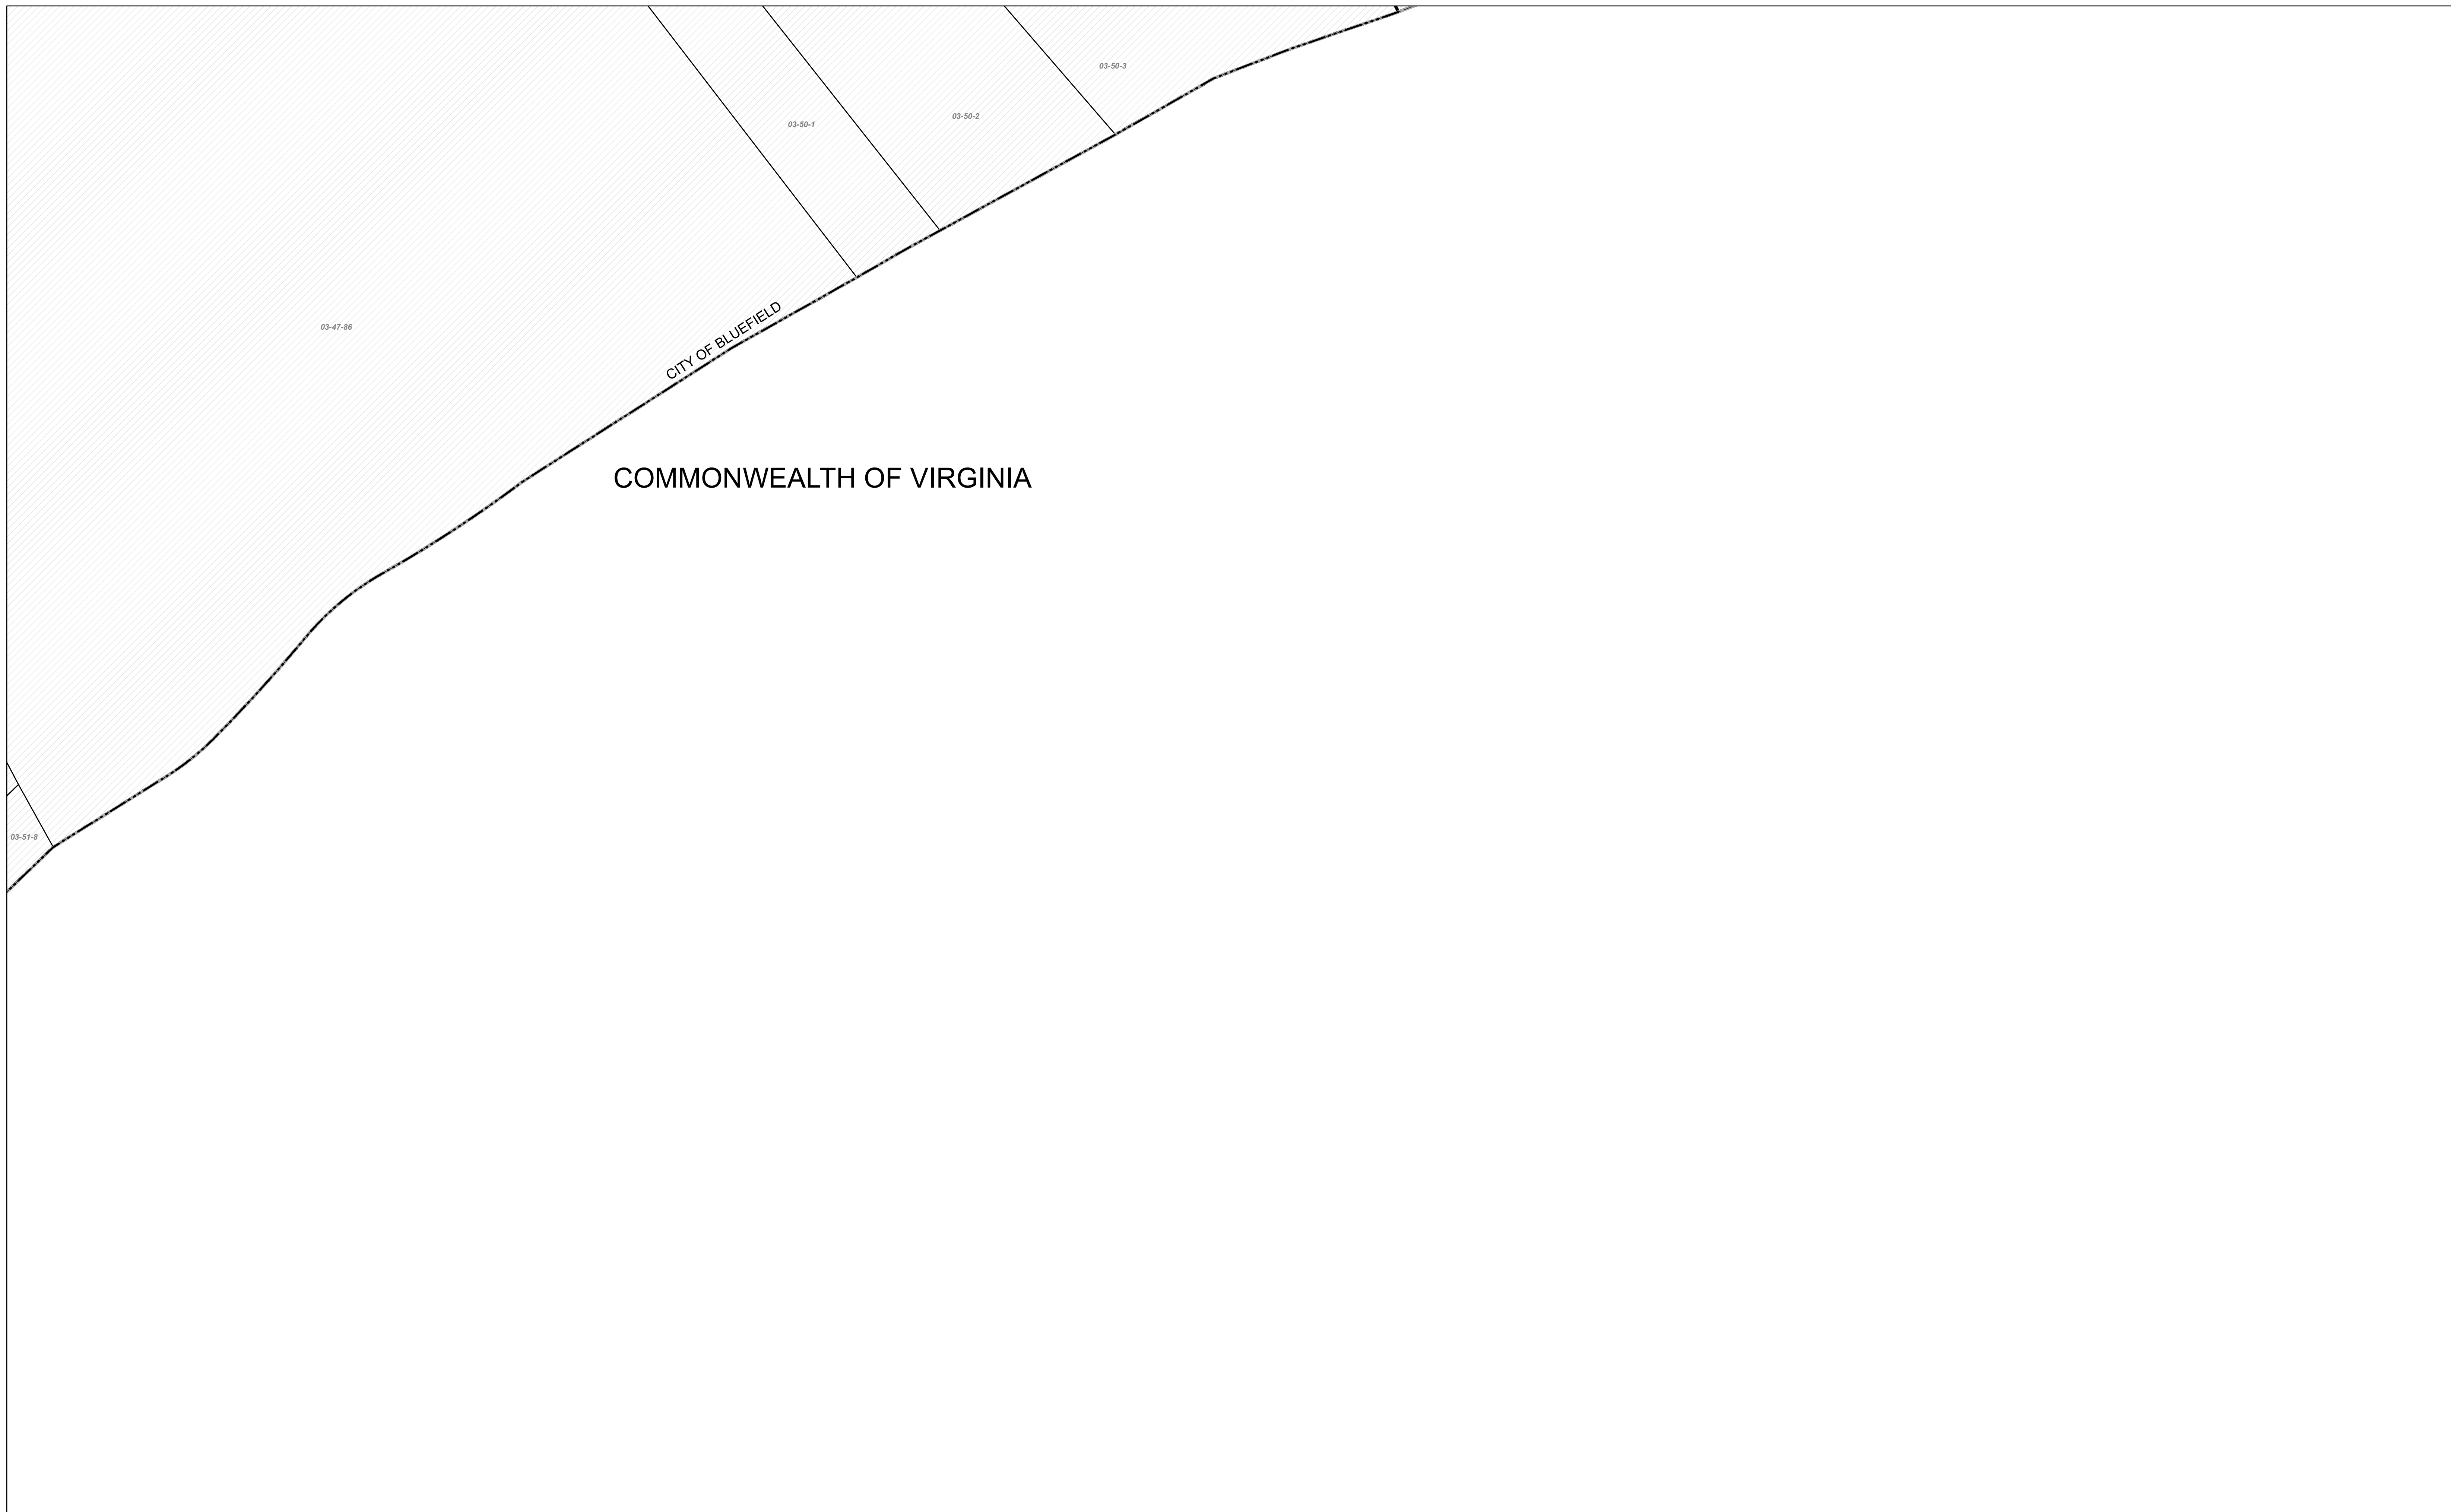 03-50-3
03-50-2
03-50-1
CITY OF BLUEFIELD
03-47-86
COMMONWEALTH OF VIRGINIA
03-51-8